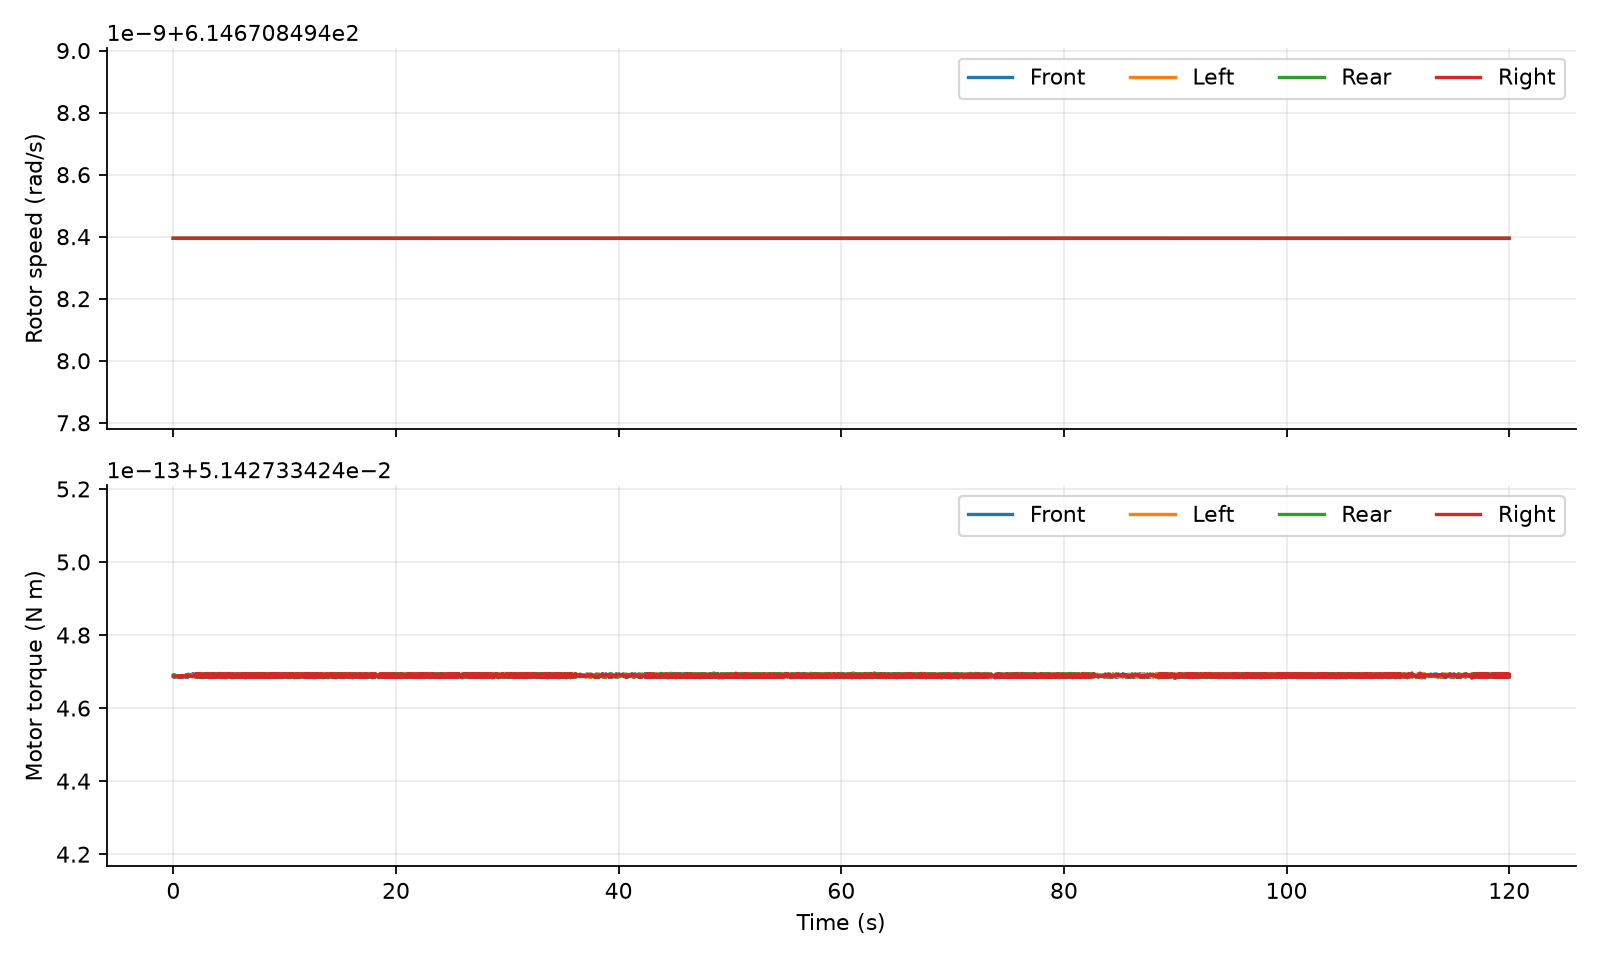 1e−9+6.146708494e2
9.0
8.8
8.6
8.4
8.2
8.0
7.8
Rotor speed (rad/s)
Front Left Rear Right
1e−13+5.142733424e−2
5.2
5.0
4.8
4.6
4.4
4.2
Motor torque (N m)
Front Left Rear Right
0 20 40 60 80 100 120
Time (s)